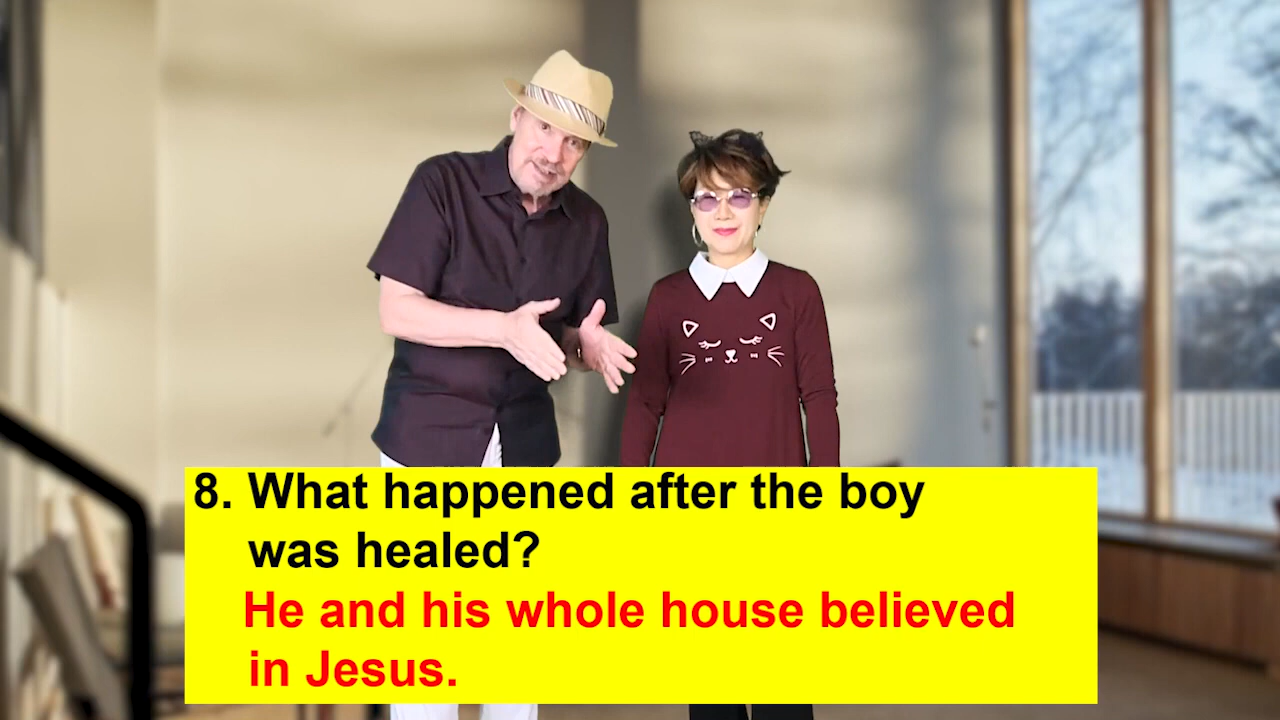 8. What happened after the boy
was healed?
He and his whole house believed
in Jesus.